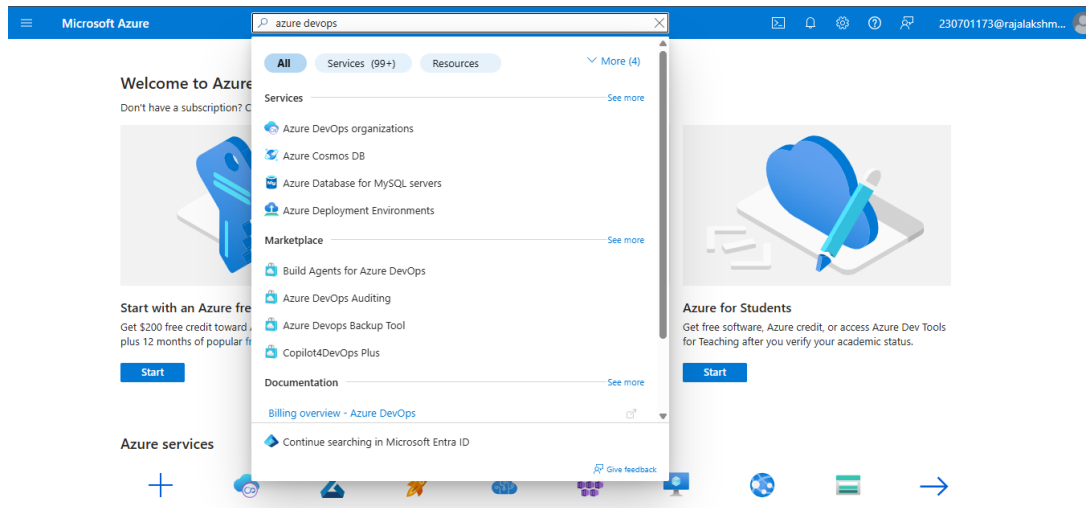 Microsoft Azure
azure devops
230701173@rajalakshm...
All
Services (99+)
Resources
More (4)
Welcome to Azure
Don't have a subscription? C
Services
See more
Azure DevOps organizations
Azure Cosmos DB
Azure Database for MySQL servers
Azure Deployment Environments
Marketplace
See more
Build Agents for Azure DevOps
Azure DevOps Auditing
Azure Devops Backup Tool
Copilot4DevOps Plus
Documentation
See more
Billing overview - Azure DevOps
Continue searching in Microsoft Entra ID
Give feedback
Start with an Azure fre
Get $200 free credit toward
plus 12 months of popular fr
Start
Azure for Students
Get free software, Azure credit, or access Azure Dev Tools
for Teaching after you verify your academic status.
Start
Azure services